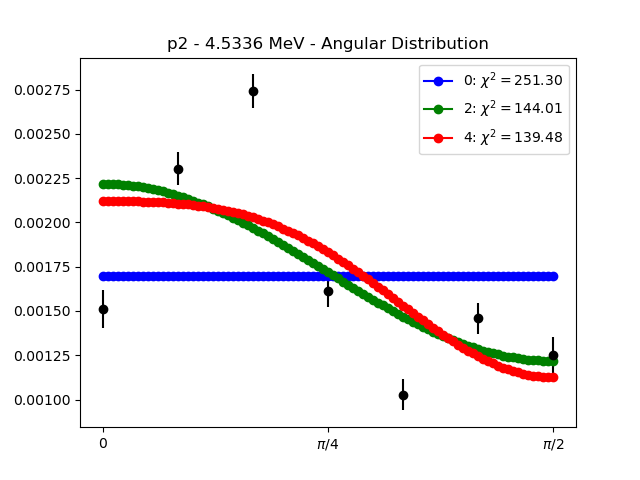 p2 - 4.5336 MeV - Angular Distribution
0: χ² = 251.30
2: χ² = 144.01
4: χ² = 139.48
0.00275
0.00250
0.00225
0.00200
0.00175
0.00150
0.00125
0.00100
0
π/4
π/2